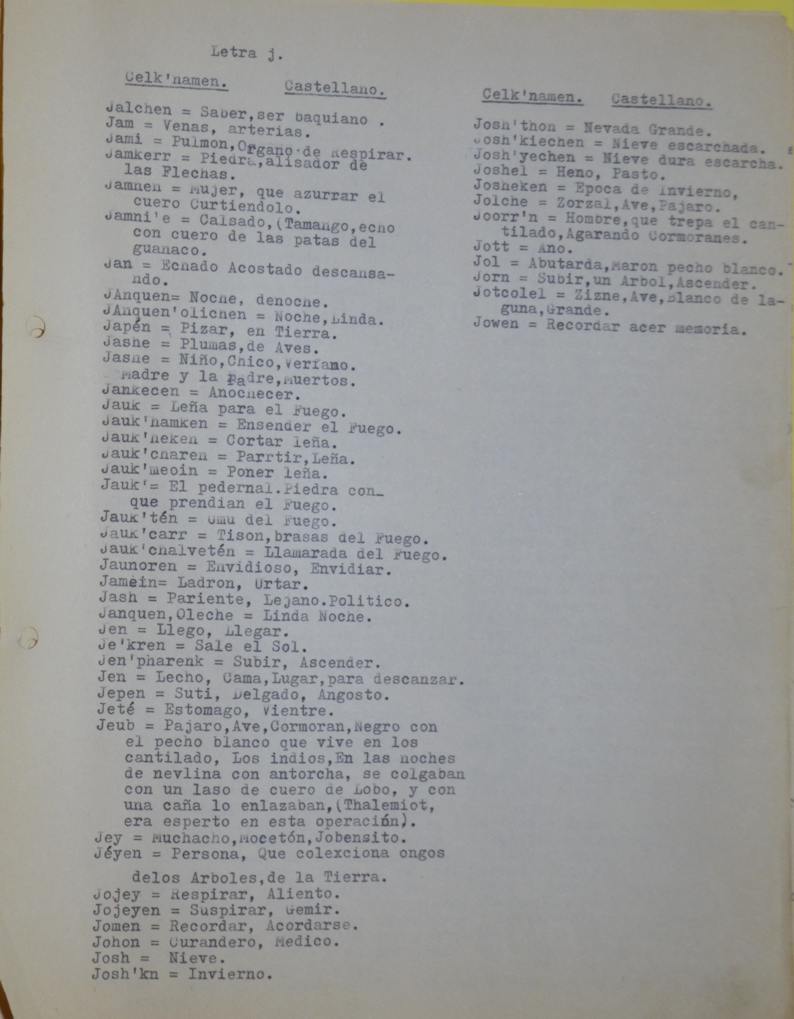 Letra j.
Celk'namen. Castellano.
Jalchen = Saber,ser baquiano .
Jam = Venas, arterias.
Jami = Pulmon,Organo de Respirar.
Jamkerr = Piedra,alisador de
las Flechas.
Jamnen = Mujer, que azurrar el
cuero Curtiendolo.
Jamni'e = Calsado,(Tamango,echo
con cuero de las patas del
guanaco.
Jan = Echado Acostado descansa-
ndo.
JAnquen= Noche, denoche.
JAnquen'olichen = Noche,Linda.
Japén = Pizar, en Tierra.
Jashe = Plumas,de Aves.
Jasne = Niño,Chico,
Madre y la Padre,Muertos.
Jankecen = Anochecer.
Jauk = Leña para el Fuego.
Jauk'hamken = Ensender el Fuego.
Jauk'heken = Cortar leña.
Jauk'charen = Parrtir,Leña.
Jauk'meoin = Poner leña.
Jauk'= El pedernal.Piedra con_
que prendian el Fuego.
Jauk'tén = Umu del Fuego.
Jauk'carr = Tison,brasas del Fuego.
Jauk'chalvetén = Llamarada del Fuego.
Jaunoren = Envidioso, Envidiar.
Jamèin= Ladron, Urtar.
Jash = Pariente, Lejano.Politico.
Janquen,Oleche = Linda Noche.
Jen = Llego, Llegar.
Je'kren = Sale el Sol.
Jen'pharenk = Subir, Ascender.
Jen = Lecho, Cama,Lugar,para descanzar.
Jepen = Suti, Delgado, Angosto.
Jeté = Estomago, Vientre.
Jeub = Pajaro,Ave,Cormoran,Negro con
el pecho blanco que vive en los
cantilado, Los indios,En las noches
de nevlina con antorcha, se colgaban
con un laso de cuero de Lobo, y con
una caña lo enlazaban,(Thalemiot,
era esperto en esta operación).
Jey = Muchacho,Mocetón,Jobensito.
Jéyen = Persona, Que colexciona ongos
delos Arboles,de la Tierra.
Jojey = Respirar, Aliento.
Jojeyen = Suspirar, Gemir.
Jomen = Recordar, Acordarse.
Johon = Curandero, Medico.
Josh = Nieve.
Josh'kn = Invierno.
Celk'namen. Castellano.
Josh'thon = Nevada Grande.
Josh'kiechen = Nieve escarchada.
Josh'yechen = Nieve dura escarcha.
Joshel = Heno, Pasto.
Josheken = Epoca de Invierno,
Jolche = Zorzal,Ave,Pajaro.
Joorr'n = Hombre,que trepa el can-
tilado,Agarando Cormoranes.
Jott = Ano.
Jol = Abutarda,Maron pecho blanco.
Jorn = Subir,un Arbol,Ascender.
Jotcolel = Zizne,Ave,Blanco de la-
guna,Grande.
Jowen = Recordar acer memoria.